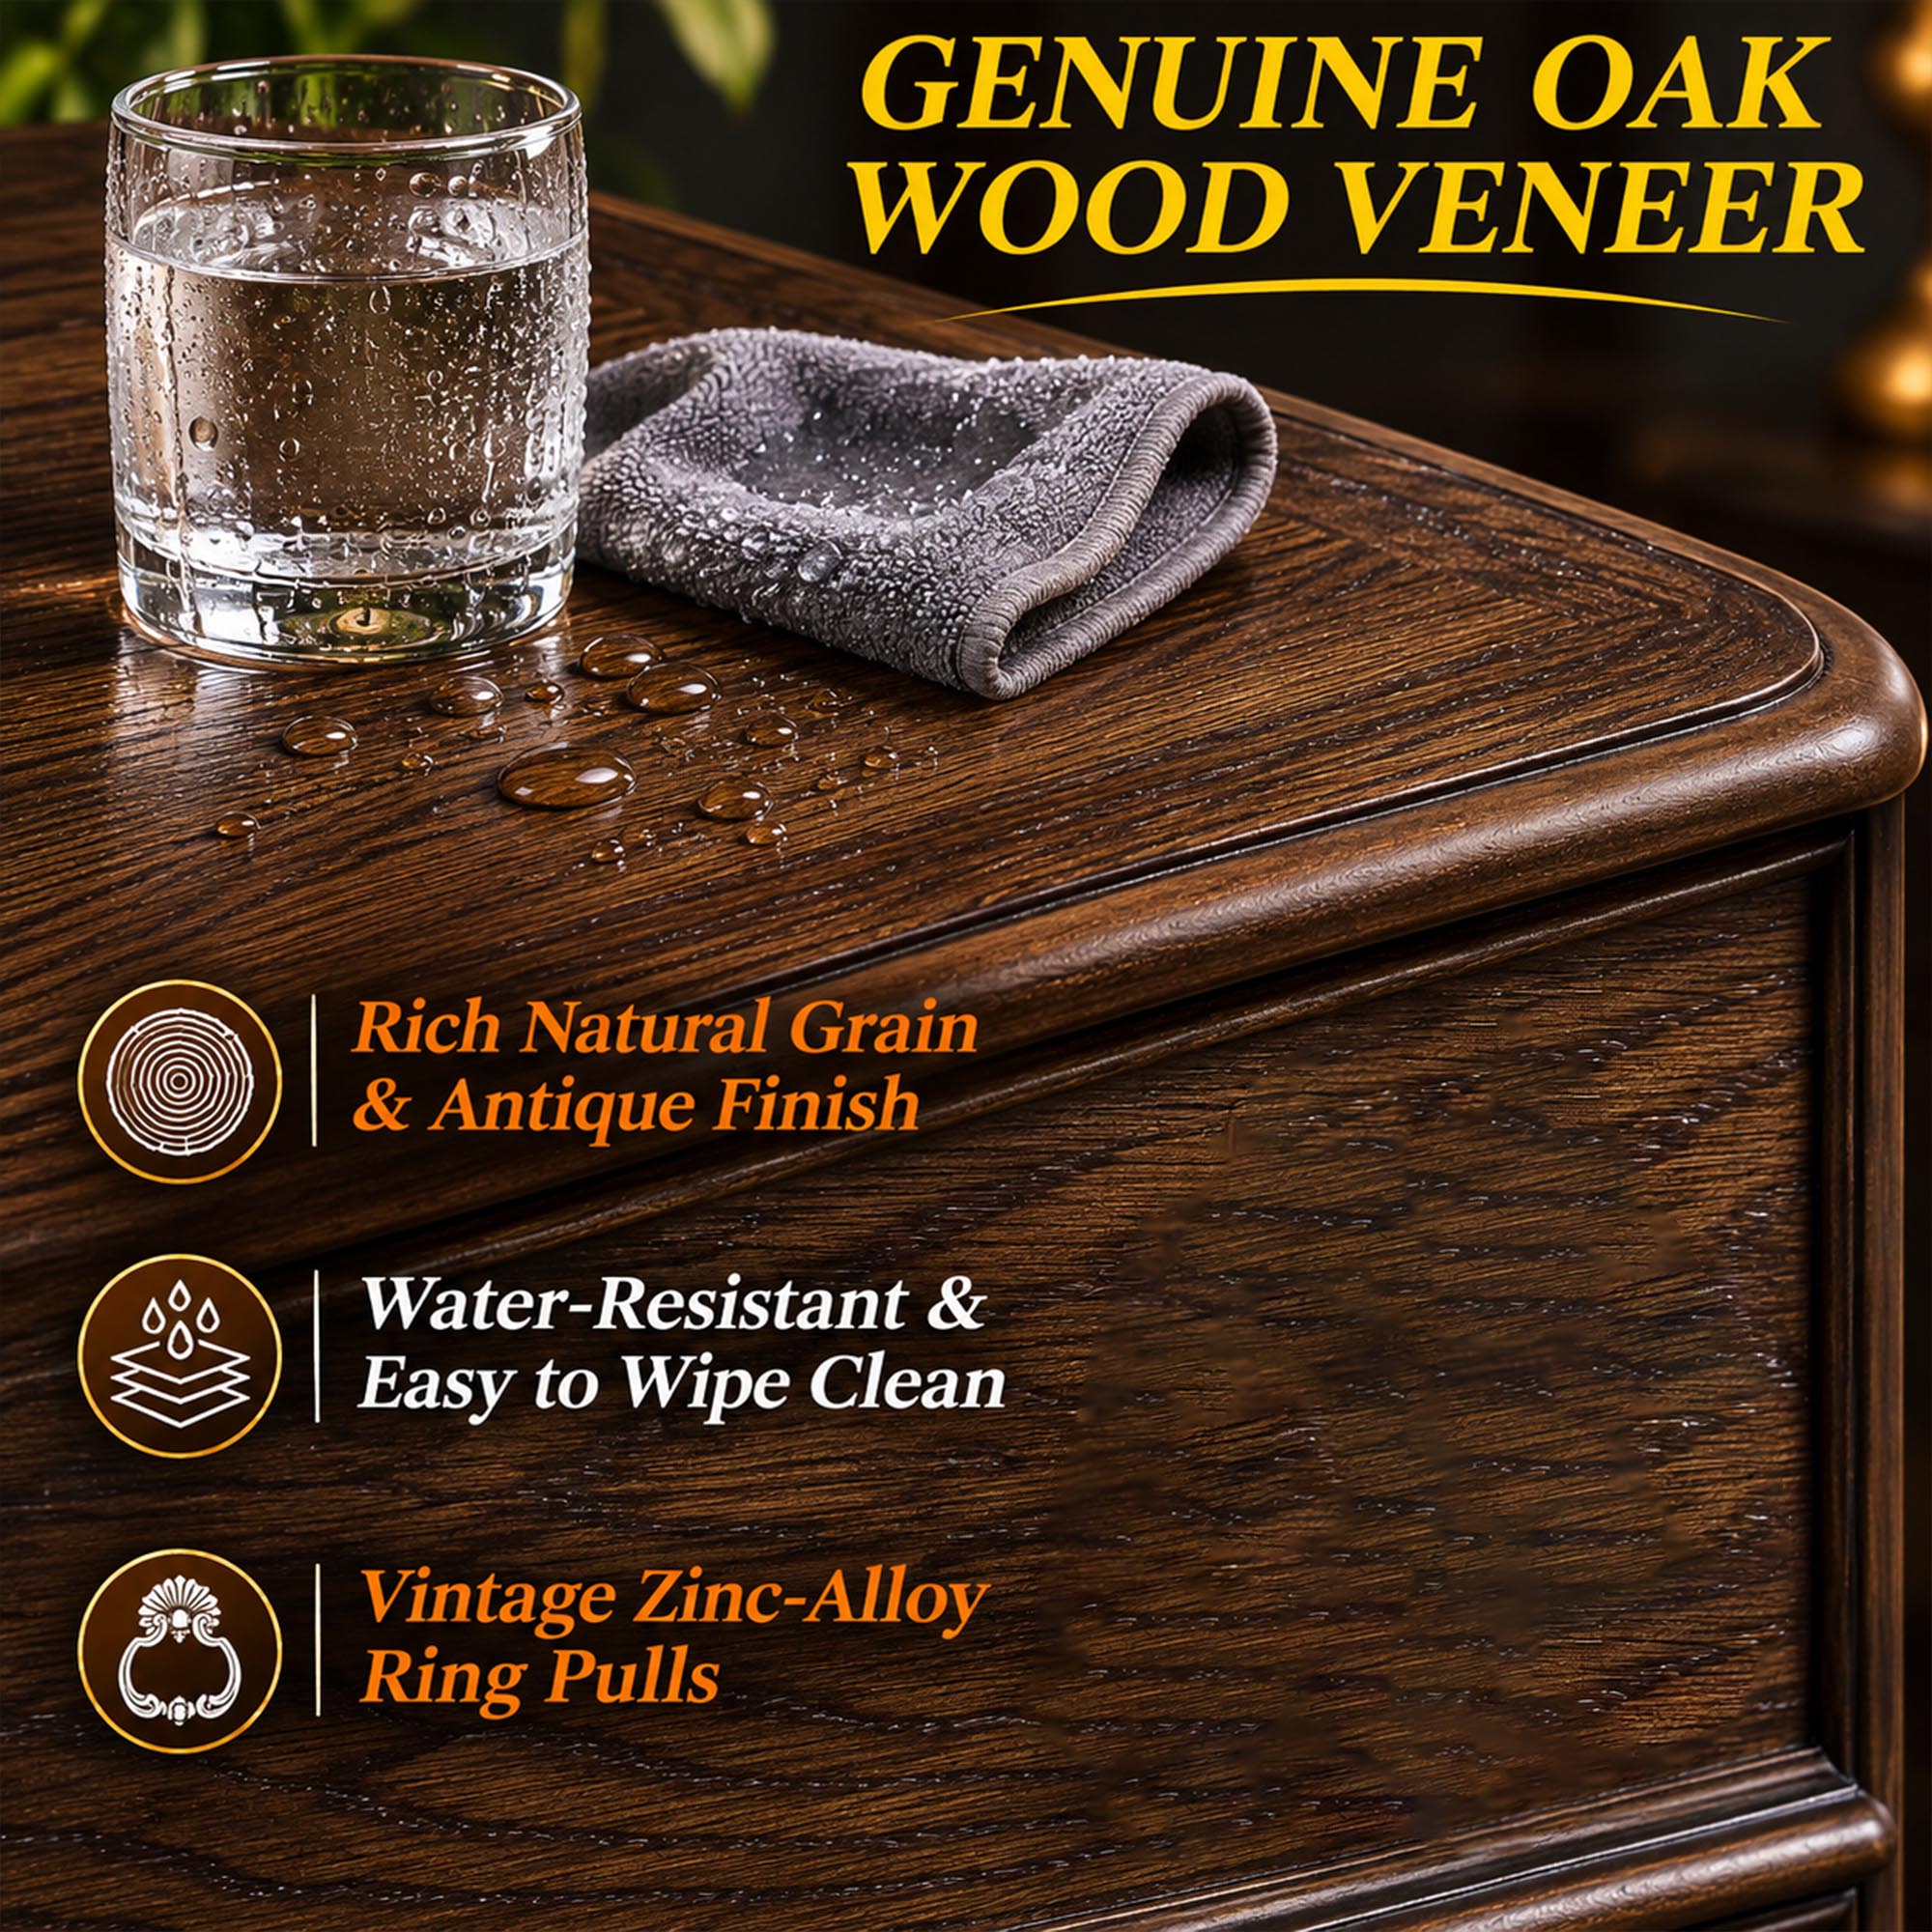 GENUINE OAK
WOOD VENEER
Rich Natural Grain
& Antique Finish
Water-Resistant &
Easy to Wipe Clean
Vintage Zinc-Alloy
Ring Pulls